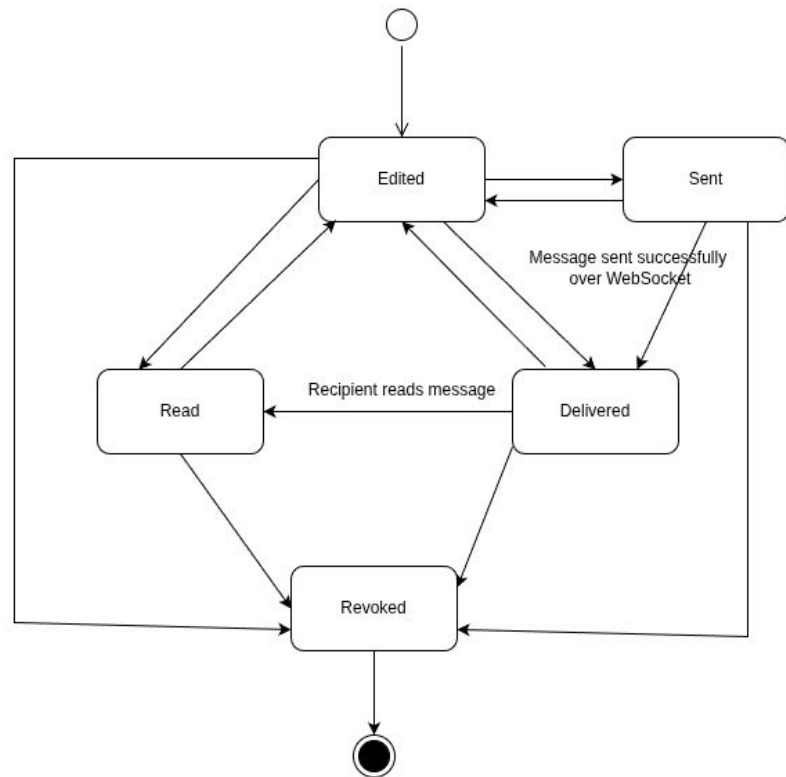 Edited
Sent
Message sent successfully
over WebSocket
Read
Recipient reads message
Delivered
Revoked